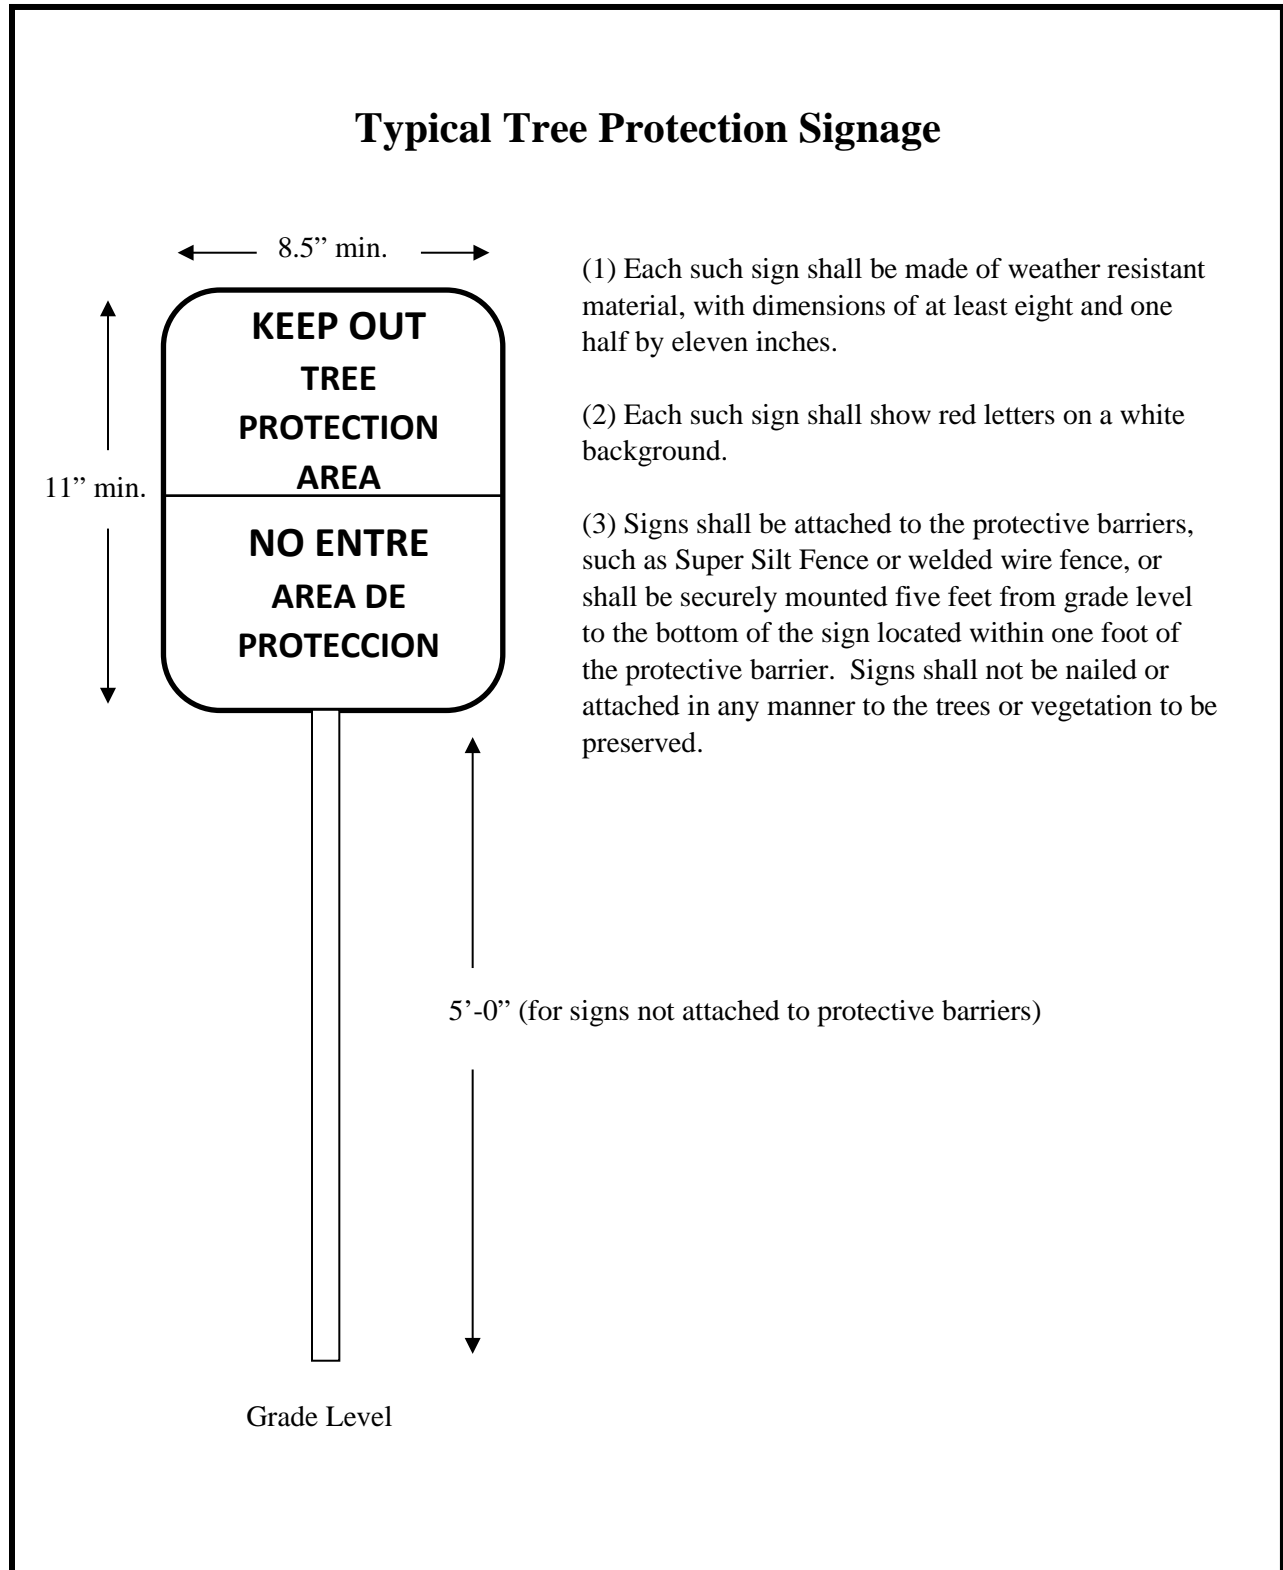 Typical Tree Protection Signage
8.5” min.
11” min.
KEEP OUT
TREE
PROTECTION
AREA
NO ENTRE
AREA DE
PROTECCION
(1) Each such sign shall be made of weather resistant
material, with dimensions of at least eight and one
half by eleven inches.
(2) Each such sign shall show red letters on a white
background.
(3) Signs shall be attached to the protective barriers,
such as Super Silt Fence or welded wire fence, or
shall be securely mounted five feet from grade level
to the bottom of the sign located within one foot of
the protective barrier.  Signs shall not be nailed or
attached in any manner to the trees or vegetation to be
preserved.
5’-0” (for signs not attached to protective barriers)
Grade Level